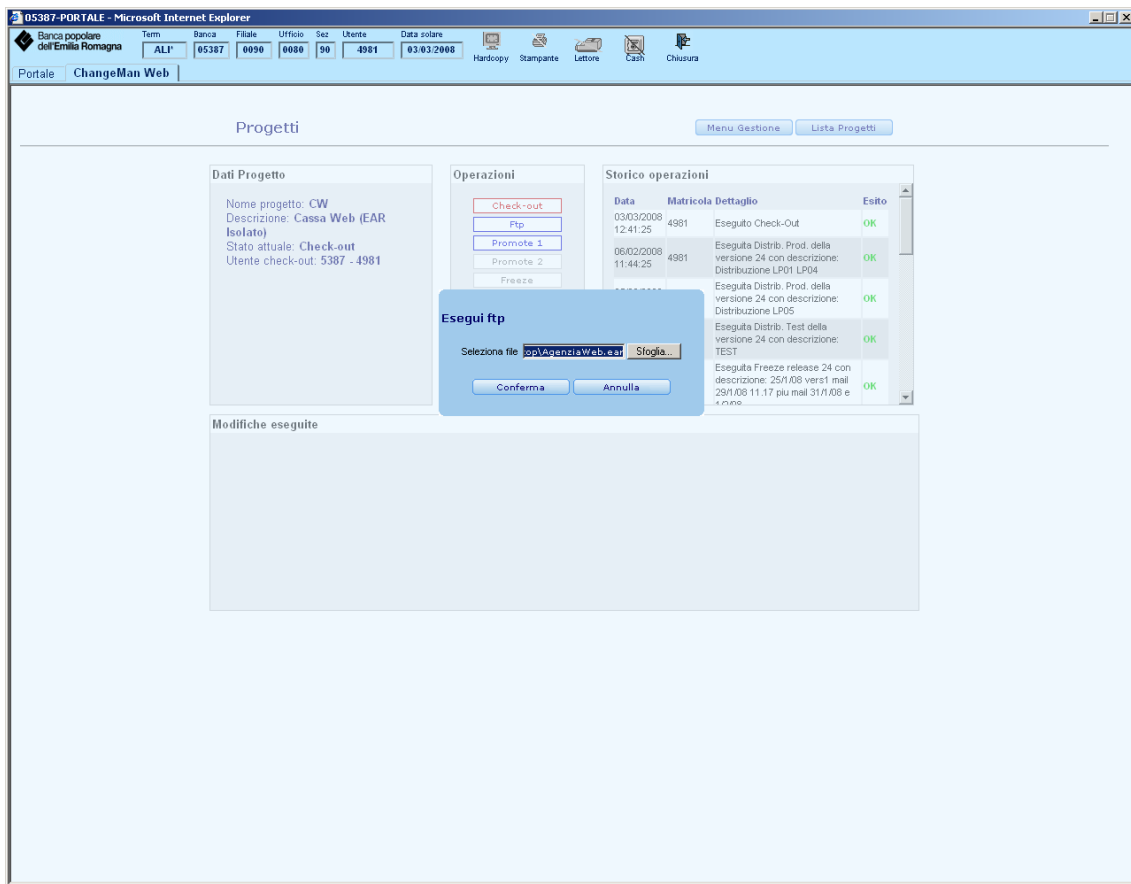 05387-PORTALE - Microsoft Internet Explorer
Banca popolare
dell'Emilia Romagna
Term Banca Filiale Ufficio Sez Utente Data solare
ALI' 05387 0090 0080 90 4981 03/03/2008
Hardcopy Stampante Lettore Cash Chiusura
Portale ChangeMan Web
Progetti
Menu Gestione Lista Progetti
Dati Progetto
Nome progetto: CW
Descrizione: Cassa Web (EAR
Isolato)
Stato attuale: Check-out
Utente check-out: 5387 - 4981
Operazioni
Check-out
Ftp
Promote 1
Promote 2
Freeze
Storico operazioni
Data Matricola Dettaglio Esito
03/03/2008
12:41:25 4981 Eseguito Check-Out OK
06/02/2008
11:44:25 4981 Eseguita Distrib. Prod. della
versione 24 con descrizione:
Distribuzione LP01 LP04 OK
Eseguita Distrib. Prod. della
versione 24 con descrizione:
Distribuzione LP05 OK
Eseguita Distrib. Test della
versione 24 con descrizione:
TEST OK
Eseguita Freeze release 24 con
descrizione: 25/1/08 vers1 mail
29/1/08 11.17 piu mail 31/1/08 e OK
Esegui ftp
Seleziona file top\AgenziaWeb.ear Sfoglia...
Conferma Annulla
Modifiche eseguite